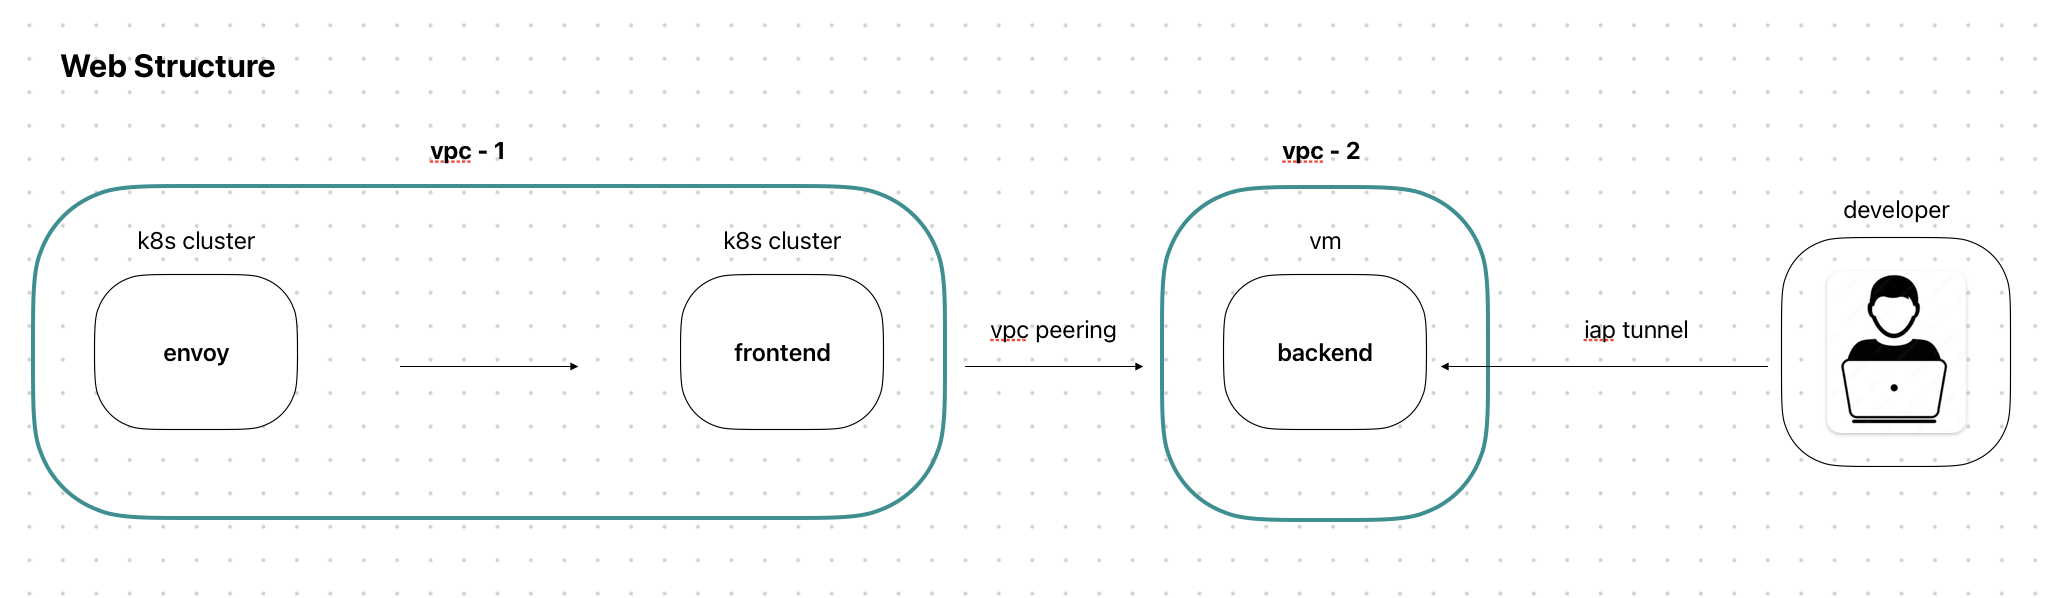 Web Structure
vpc - 1
vpc - 2
developer
k8s cluster
k8s cluster
vm
envoy
frontend
vpc peering
backend
iap tunnel